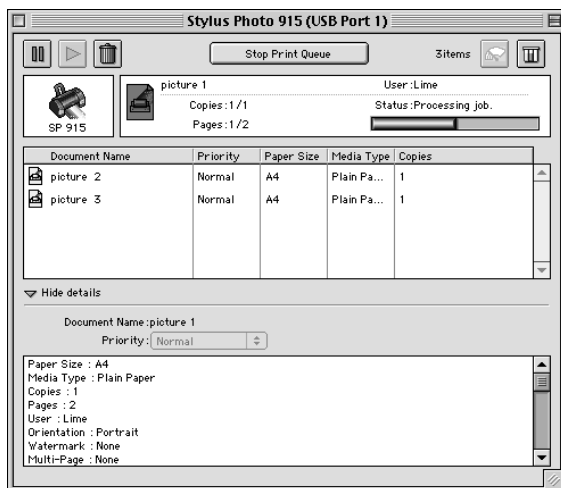 Stylus Photo 915 (USB Port 1)
Stop Print Queue
3items
SP 915
picture 1
User :Lime
Copies :1/1
Status :Processing job.
Pages :1/2
Document Name Priority Paper Size Media Type Copies
picture 2 Normal A4 Plain Pa... 1
picture 3 Normal A4 Plain Pa... 1
Hide details
Document Name :picture 1
Priority : Normal
Paper Size : A4
Media Type : Plain Paper
Copies : 1
Pages : 2
User : Lime
Orientation : Portrait
Watermark : None
Multi-Page : None